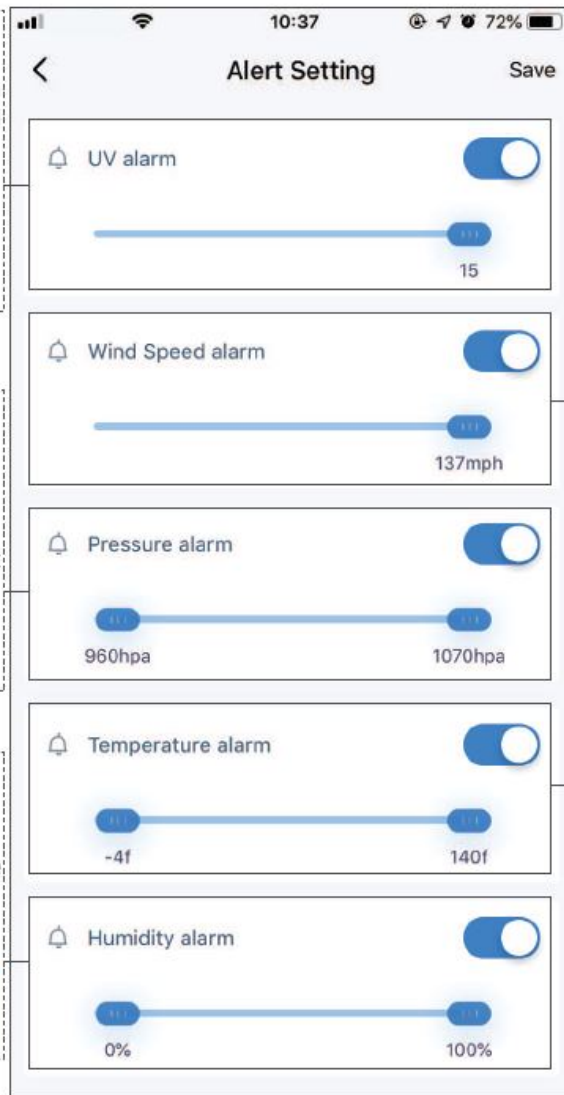 10:37 72%
Alert Setting Save
UV alarm
15
Wind Speed alarm
137mph
Pressure alarm
960hpa 1070hpa
Temperature alarm
-4f 140f
Humidity alarm
0% 100%